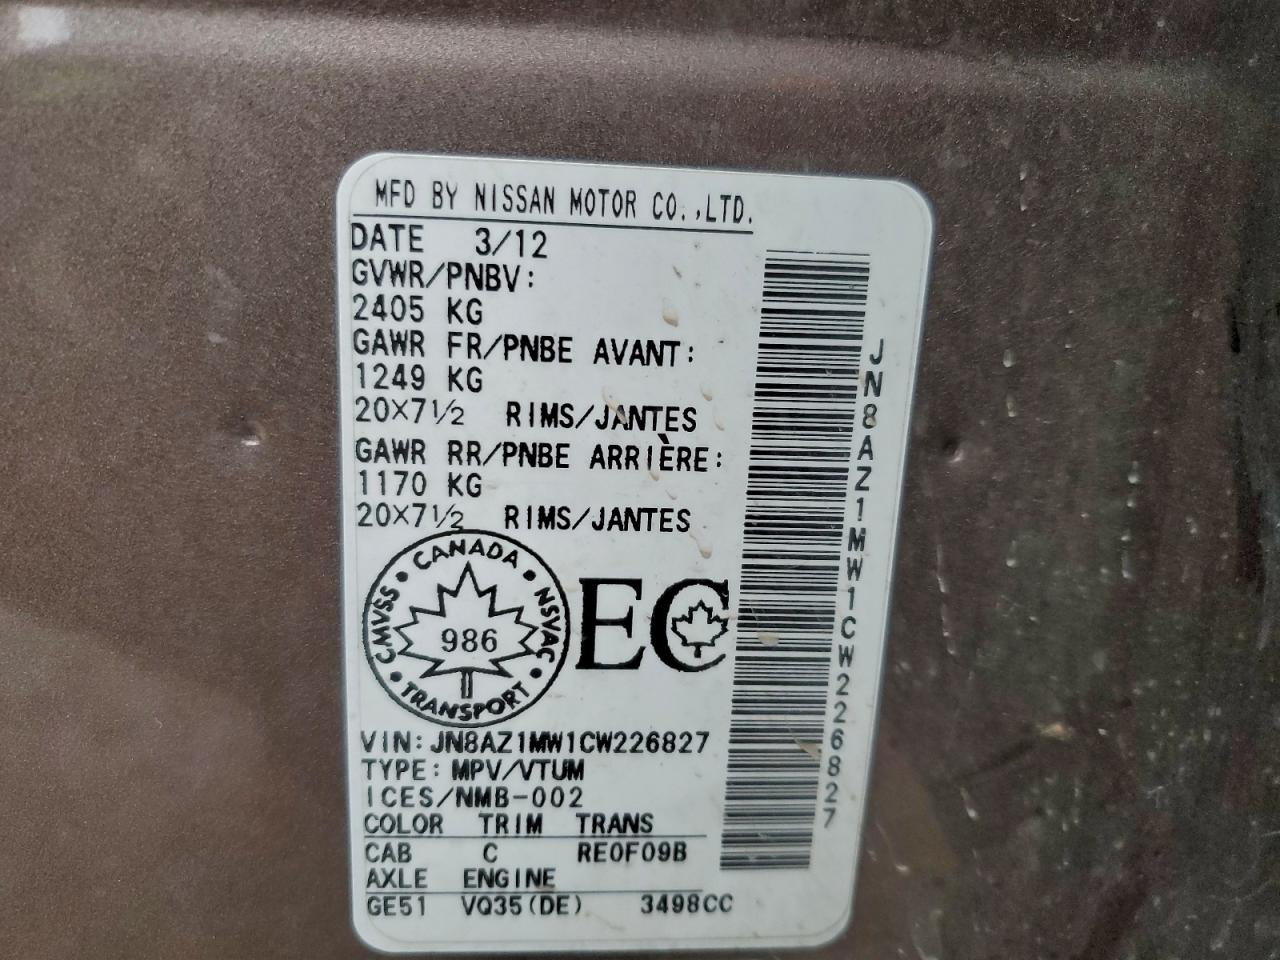 MFD BY NISSAN MOTOR CO.,LTD.
DATE 3/12
GVWR/PNBV:
2405 KG
GAWR FR/PNBE AVANT:
1249 KG
20×7½ RIMS/JANTES
GAWR RR/PNBE ARRIÈRE:
1170 KG
20×7½ RIMS/JANTES
CANADA
CMVSS
NSVAC
986
TRANSPORT
EC
VIN: JN8AZ1MW1CW226827
TYPE: MPV/VTUM
ICES/NMB-002
COLOR TRIM TRANS
CAB C RE0F09B
AXLE ENGINE
GE51 VQ35(DE) 3498CC
JN8AZ1MW1CW226827